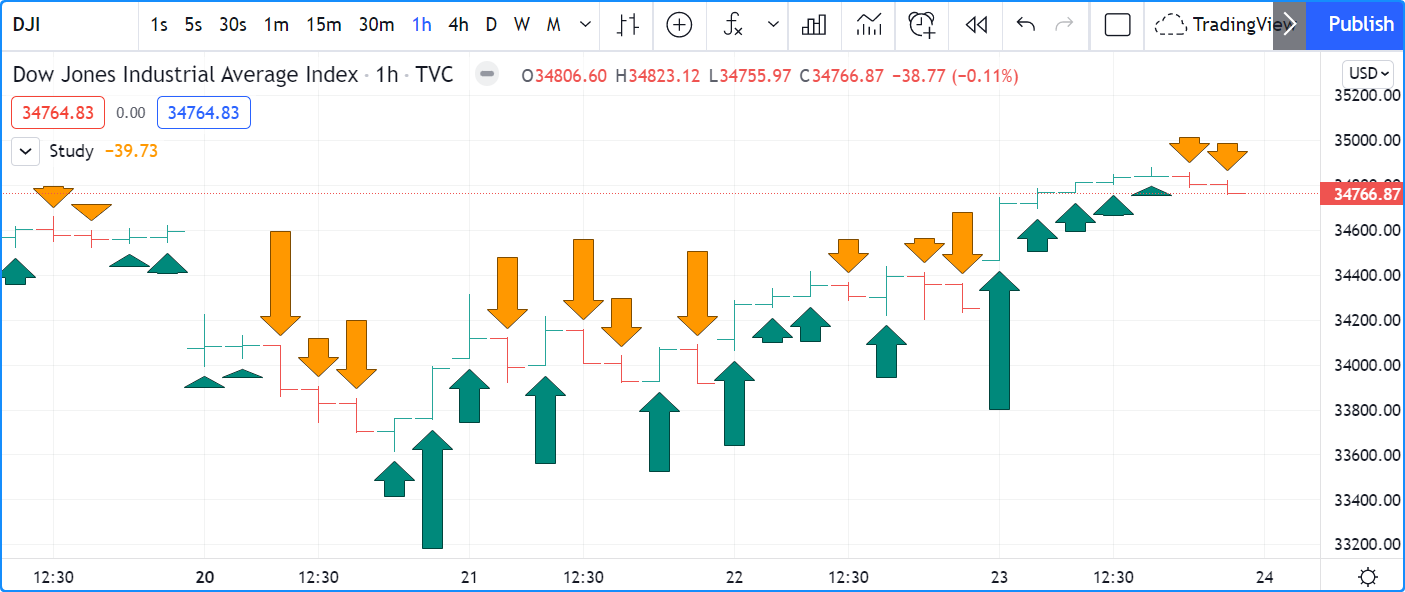 DJI 1s 5s 30s 1m 15m 30m 1h 4h D W M TradingView Publish
Dow Jones Industrial Average Index · 1h · TVC O34806.60 H34823.12 L34755.97 C34766.87 −38.77 (−0.11%) USD
35200.00
34764.83 0.00 34764.83
35000.00
Study −39.73
34766.87
34600.00
34400.00
34200.00
34000.00
33800.00
33600.00
33400.00
33200.00
12:30 20 12:30 21 12:30 22 12:30 23 12:30 24